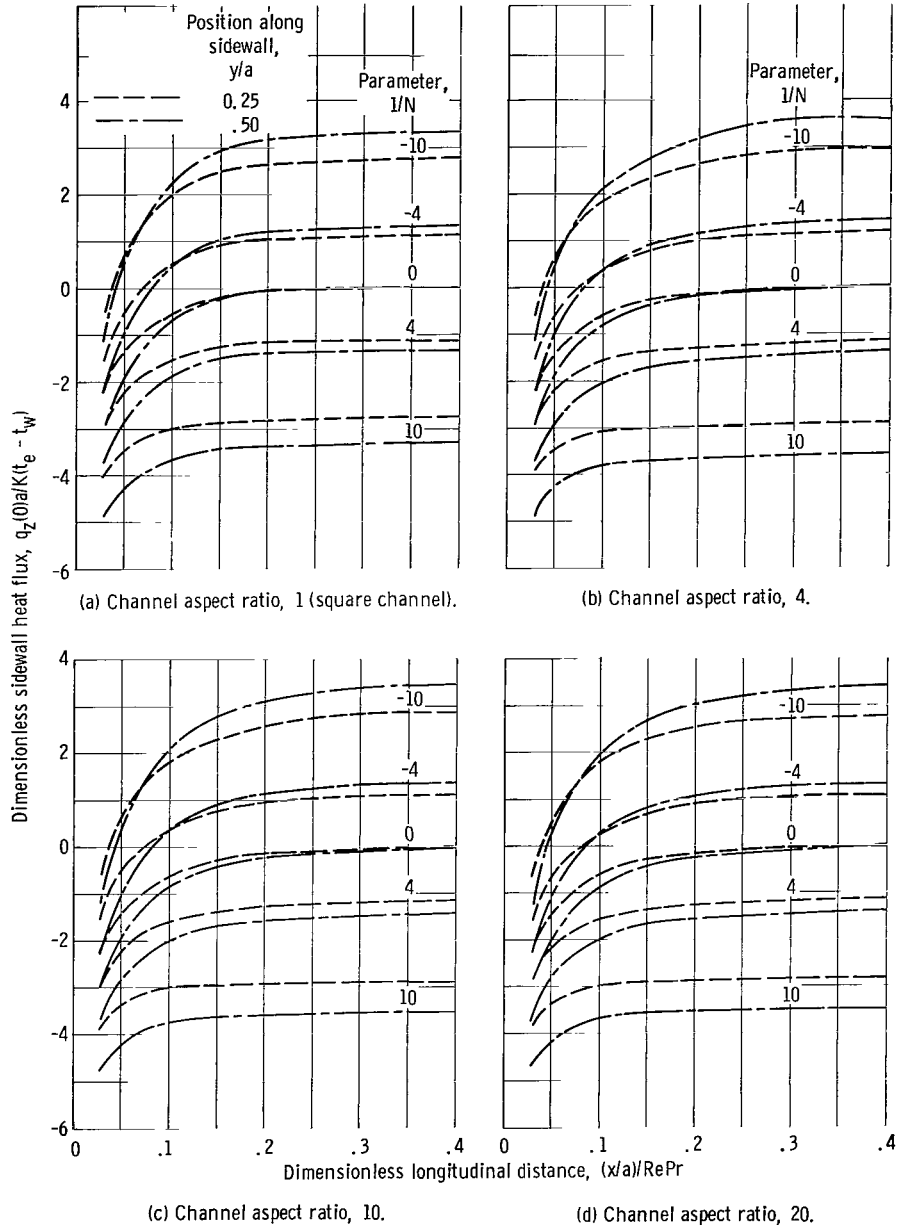 Position along
sidewall,
y/a
0.25
.50
Parameter,
1/N
-10
-4
0
4
10
4
2
0
-2
-4
-6
0
(a) Channel aspect ratio, 1 (square channel).
Parameter,
1/N
-10
-4
0
4
10
0
(b) Channel aspect ratio, 4.
Dimensionless sidewall heat flux, q_z(0)a/K(t_e - t_w)
4
2
0
-2
-4
-6
-10
-4
0
4
10
0 .1 .2 .3 .4
(c) Channel aspect ratio, 10.
-10
-4
0
4
10
0 .1 .2 .3 .4
Dimensionless longitudinal distance, (x/a)/RePr
(d) Channel aspect ratio, 20.